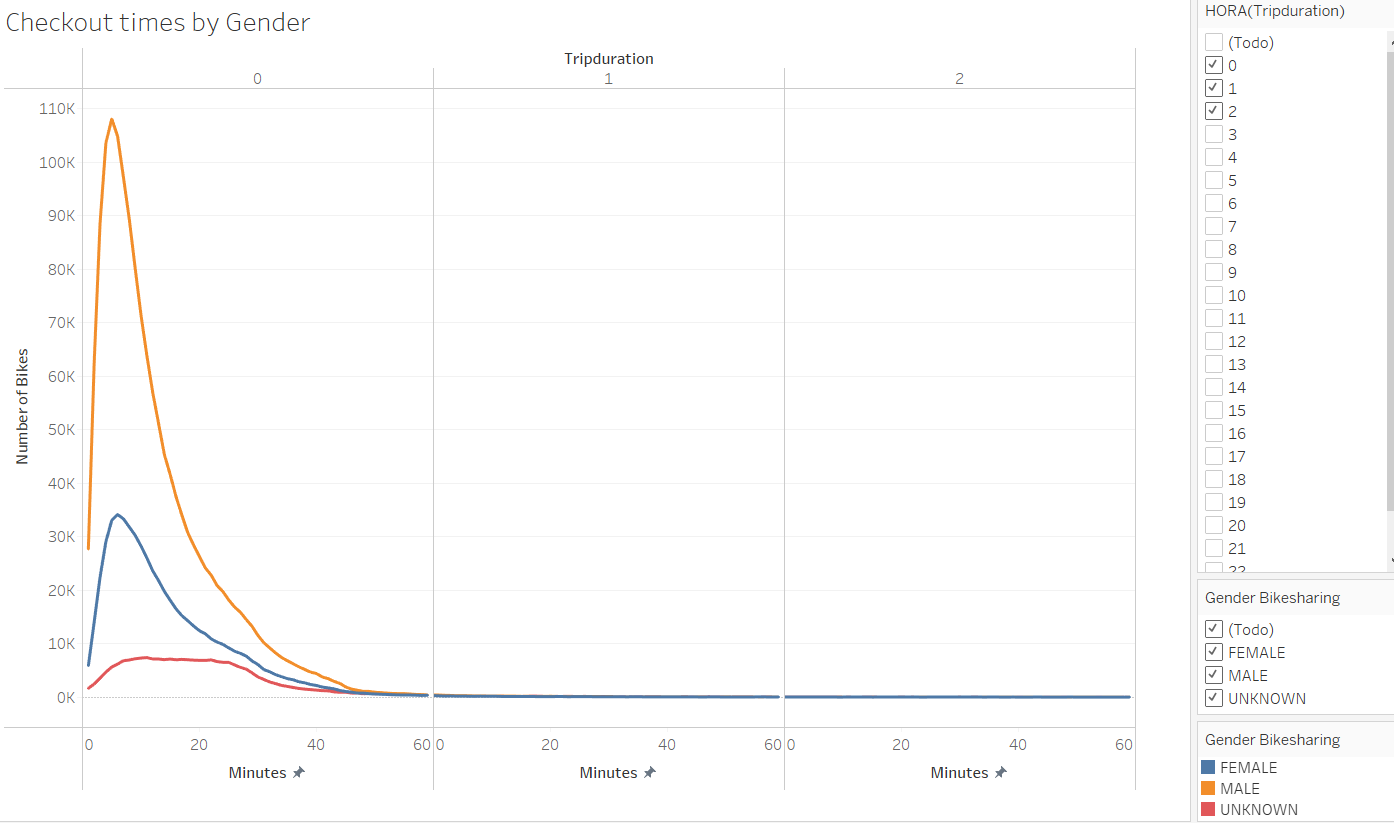 Checkout times by Gender
Tripduration
0 1 2
110K
100K
90K
80K
70K
60K
50K
40K
30K
20K
10K
0K
Number of Bikes
0 20 40 60 0 20 40 60 0 20 40 60
Minutes Minutes Minutes
HORA(Tripduration)
(Todo)
0
1
2
3
4
5
6
7
8
9
10
11
12
13
14
15
16
17
18
19
20
21
22
Gender Bikesharing
(Todo)
FEMALE
MALE
UNKNOWN
Gender Bikesharing
FEMALE
MALE
UNKNOWN